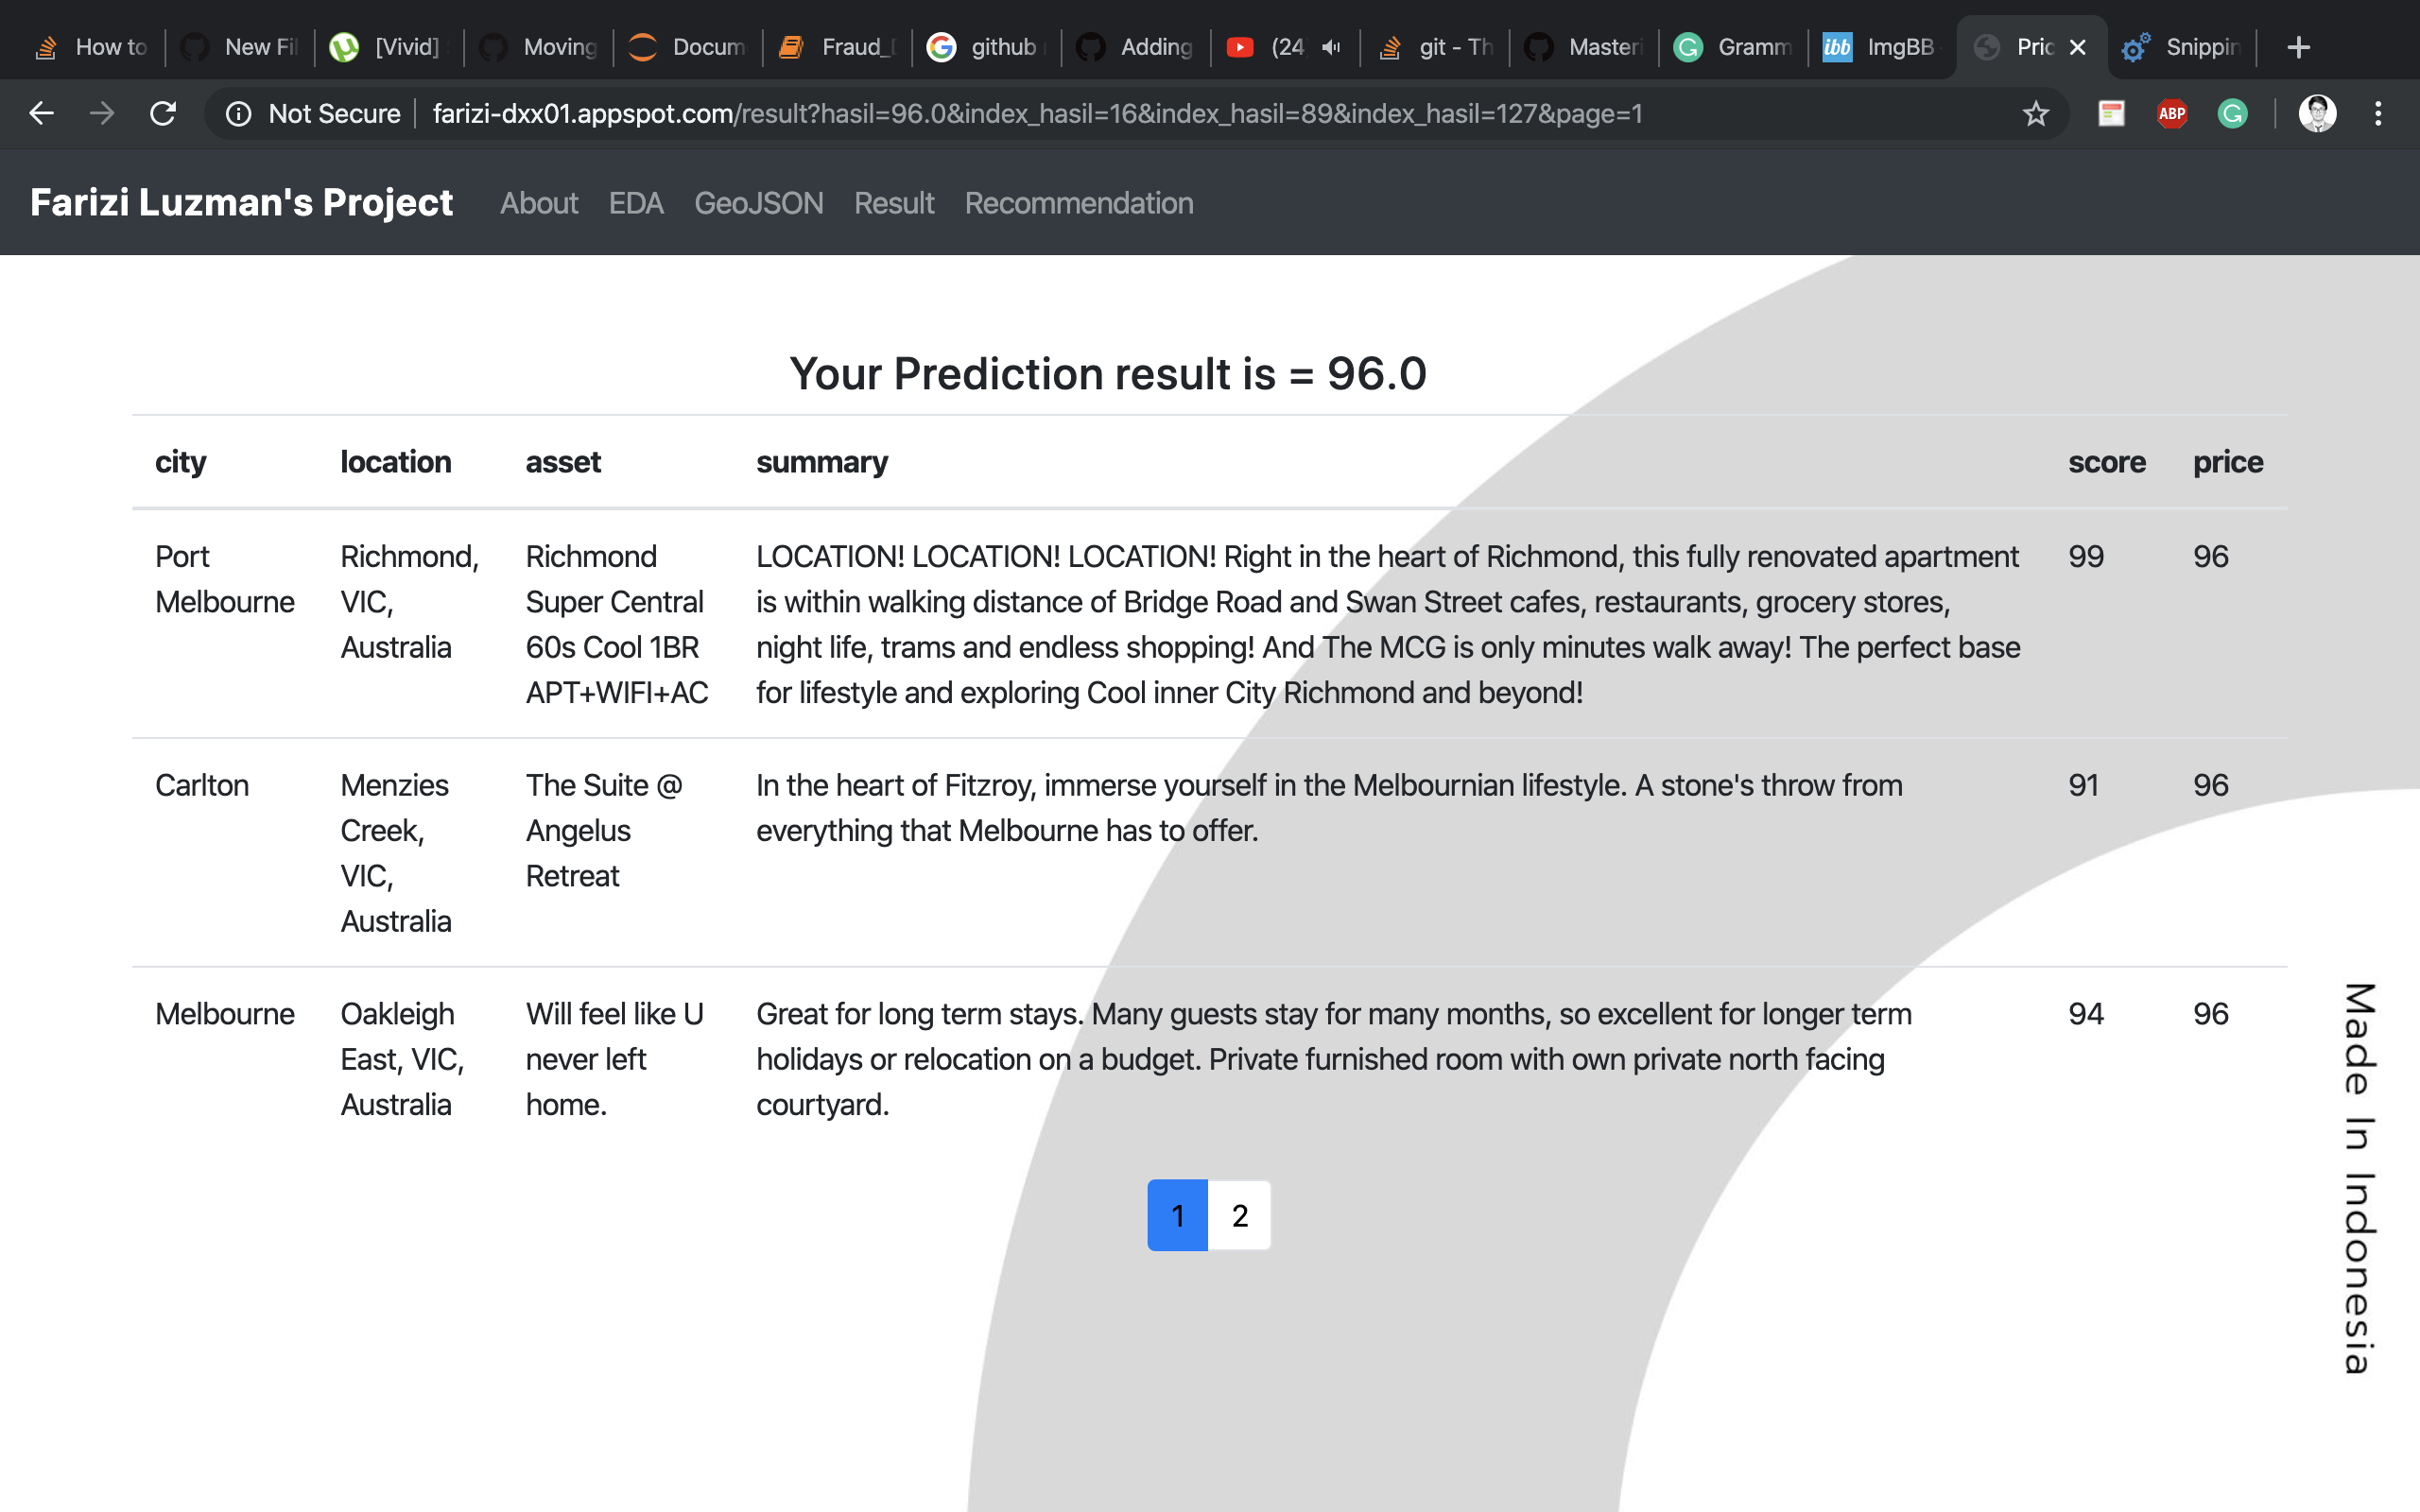 How to
New Fil
[Vivid]
Moving
Docum
Fraud_D
github
Adding
(24
git - Th
Masteri
Gramm
ibb ImgBB
Pric
Snippin
Not Secure farizi-dxx01.appspot.com/result?hasil=96.0&index_hasil=16&index_hasil=89&index_hasil=127&page=1
ABP
Farizi Luzman's Project About EDA GeoJSON Result Recommendation
Your Prediction result is = 96.0
city location asset summary score price
Port Richmond, Richmond LOCATION! LOCATION! LOCATION! Right in the heart of Richmond, this fully renovated apartment 99 96
Melbourne VIC, Super Central is within walking distance of Bridge Road and Swan Street cafes, restaurants, grocery stores,
Australia 60s Cool 1BR night life, trams and endless shopping! And The MCG is only minutes walk away! The perfect base
APT+WIFI+AC for lifestyle and exploring Cool inner City Richmond and beyond!
Carlton Menzies The Suite @ In the heart of Fitzroy, immerse yourself in the Melbournian lifestyle. A stone's throw from 91 96
Creek, Angelus everything that Melbourne has to offer.
VIC, Retreat
Australia
Melbourne Oakleigh Will feel like U Great for long term stays. Many guests stay for many months, so excellent for longer term 94 96
East, VIC, never left holidays or relocation on a budget. Private furnished room with own private north facing
Australia home. courtyard.
1 2
Made In Indonesia